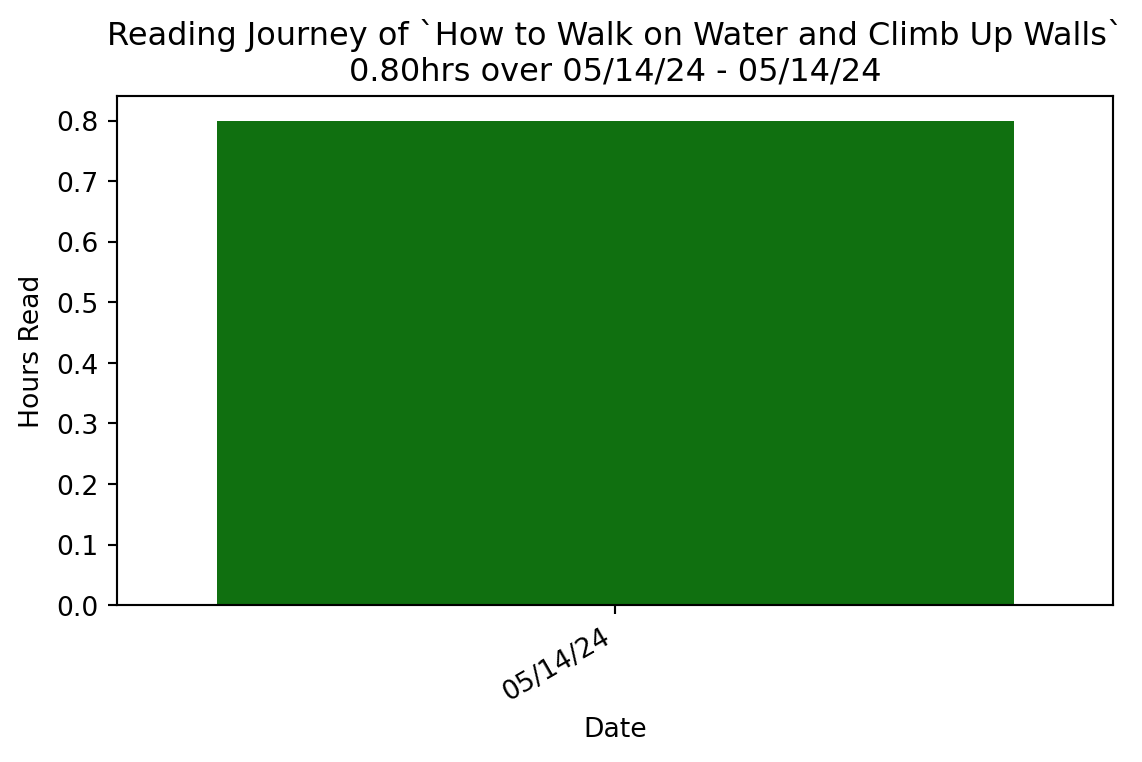 Reading Journey of `How to Walk on Water and Climb Up Walls`
0.80hrs over 05/14/24 - 05/14/24
Hours Read
0.8
0.7
0.6
0.5
0.4
0.3
0.2
0.1
0.0
05/14/24
Date